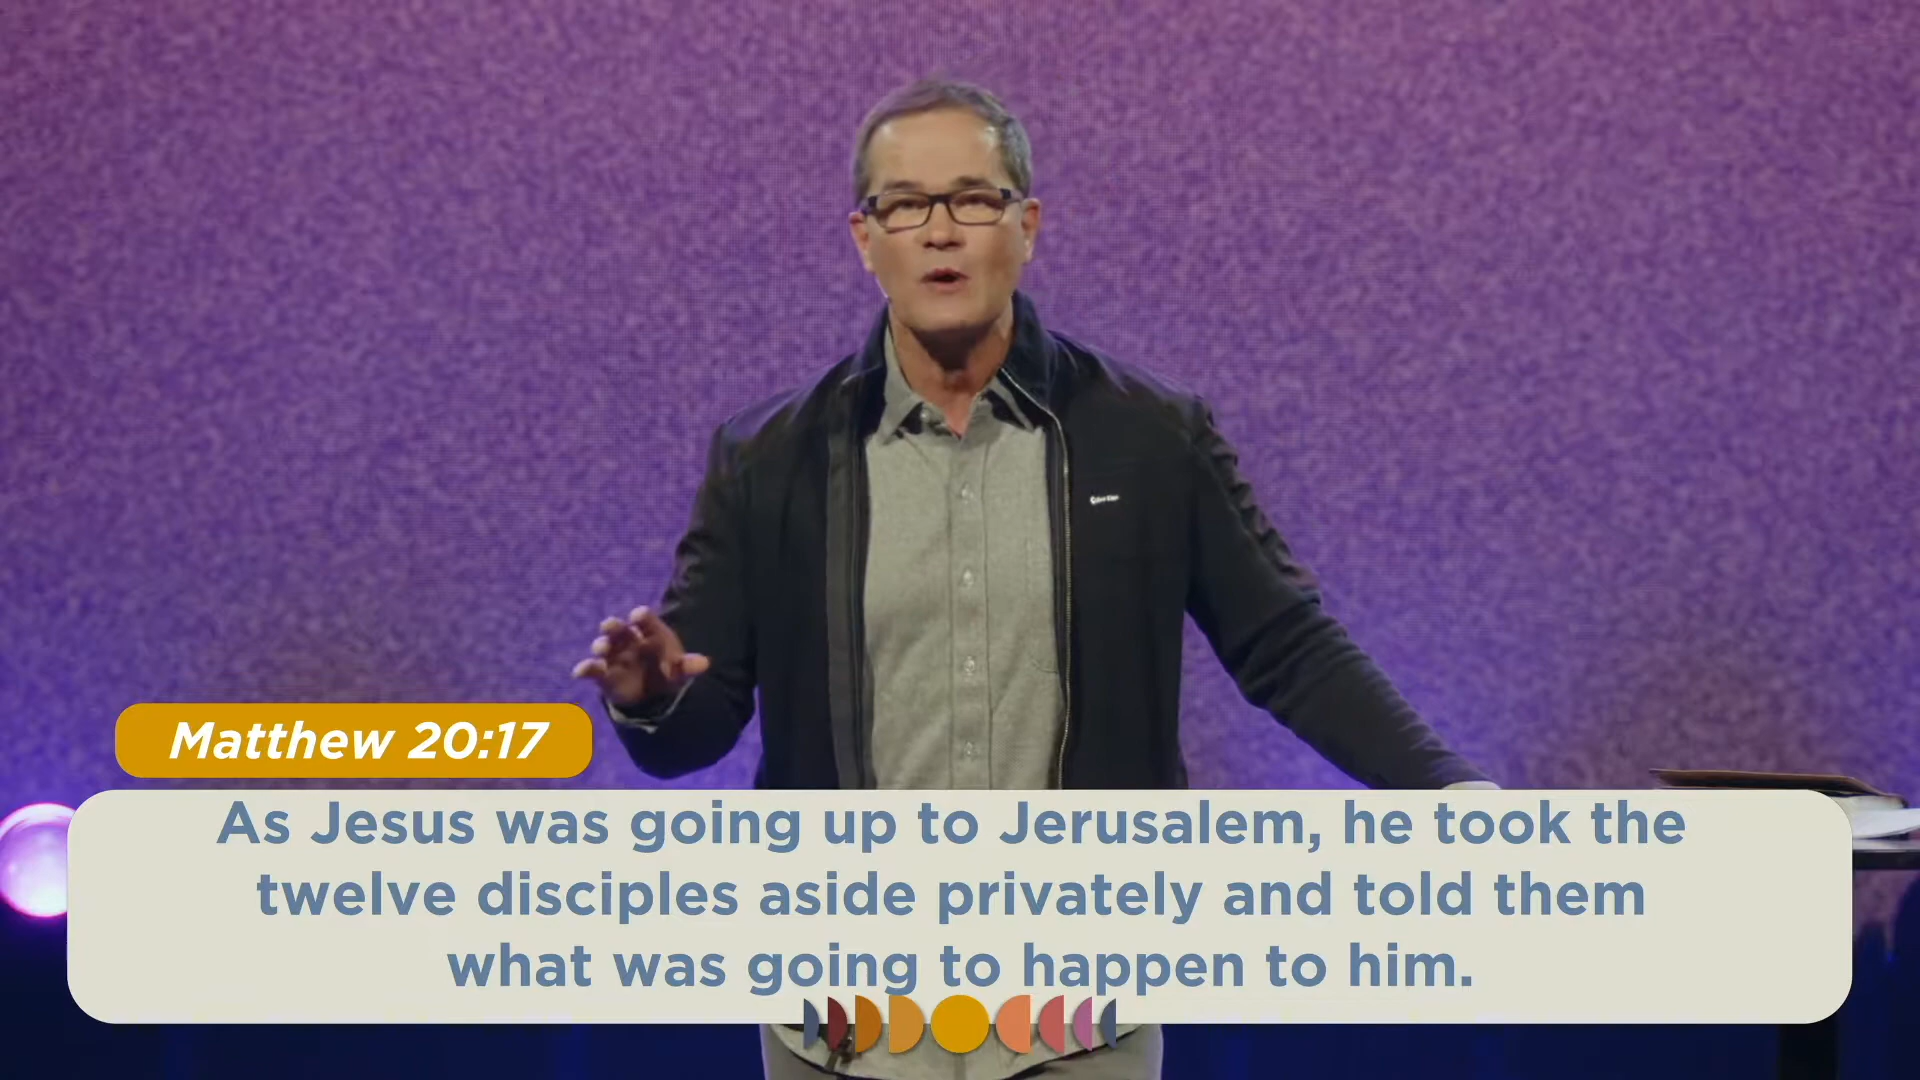 Matthew 20:17
As Jesus was going up to Jerusalem, he took the
twelve disciples aside privately and told them
what was going to happen to him.